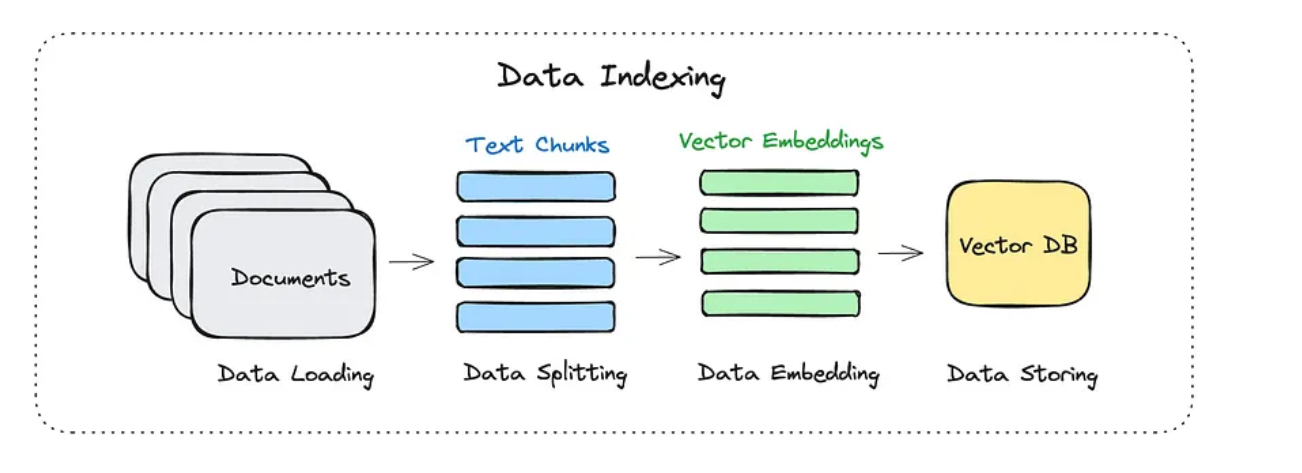 Data Indexing
Text Chunks
Vector Embeddings
Documents
Vector DB
Data Loading
Data Splitting
Data Embedding
Data Storing